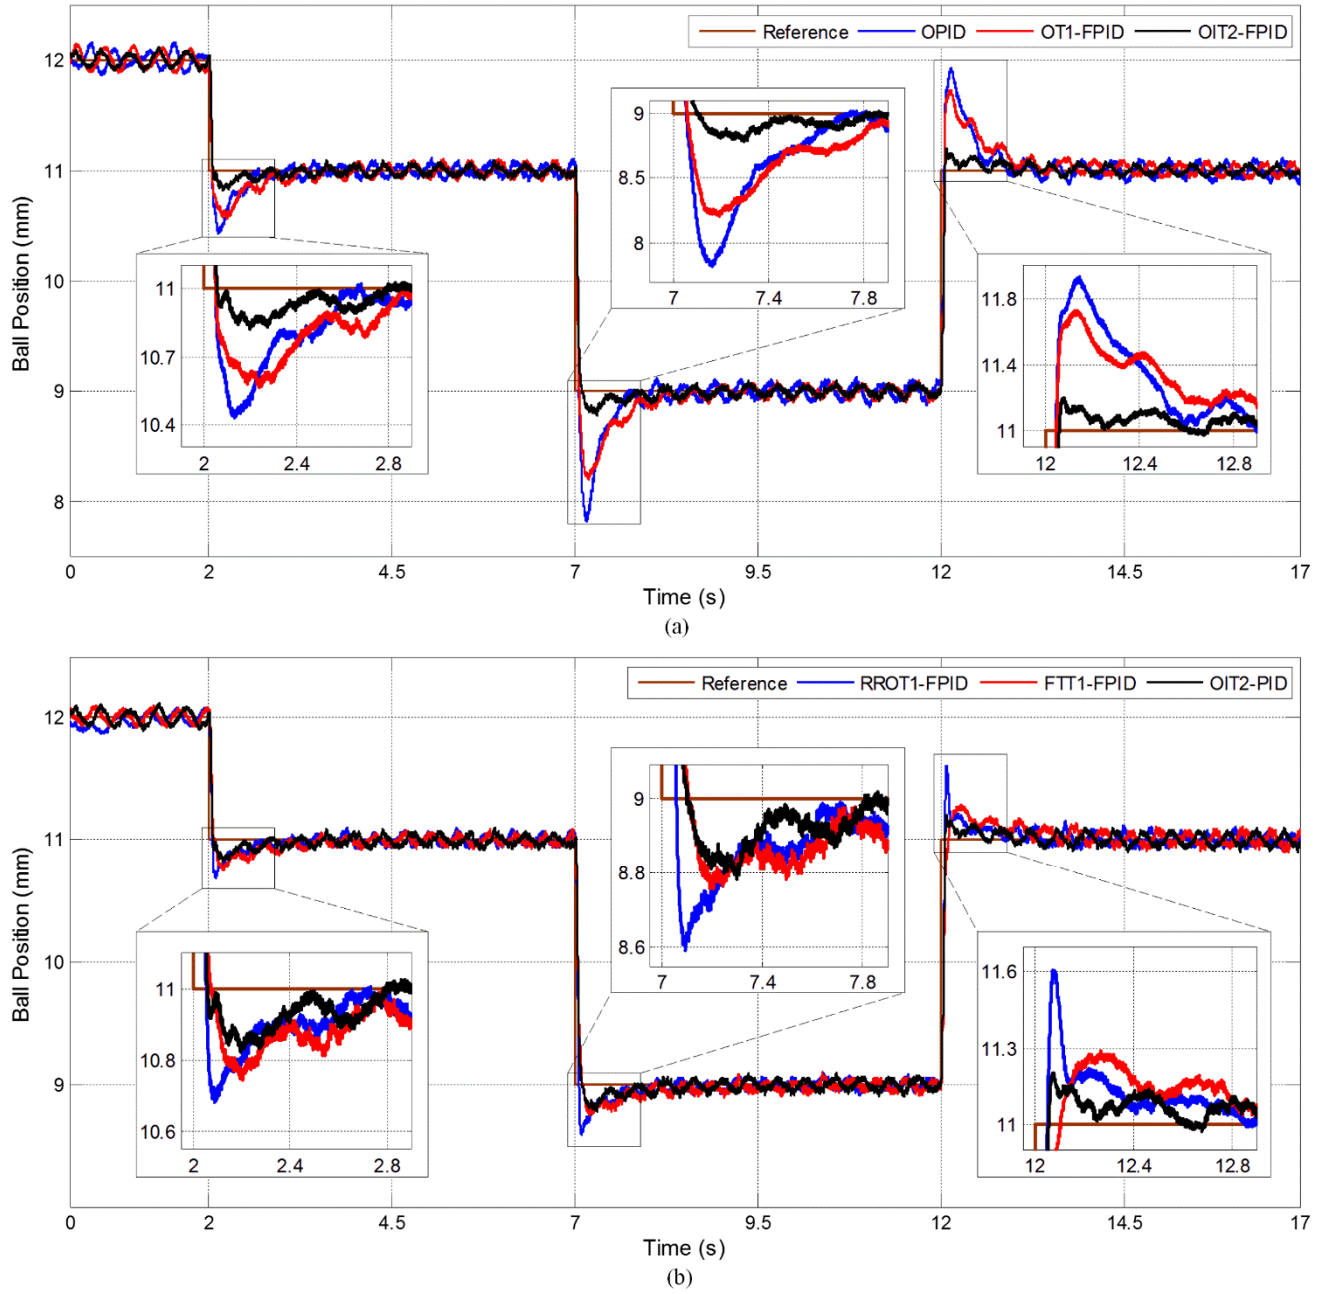 Reference OPID OT1-FPID OIT2-FPID
12
11
10
9
8
Ball Position (mm)
11
10.7
10.4
2 2.4 2.8
9
8.5
8
7 7.4 7.8
11.8
11.4
11
12 12.4 12.8
0 2 4.5 7 9.5 12 14.5 17
Time (s)
(a)
Reference RROT1-FPID FTT1-FPID OIT2-PID
12
11
10
9
Ball Position (mm)
11
10.8
10.6
2 2.4 2.8
9
8.8
8.6
7 7.4 7.8
11.6
11.3
11
12 12.4 12.8
0 2 4.5 7 9.5 12 14.5 17
Time (s)
(b)